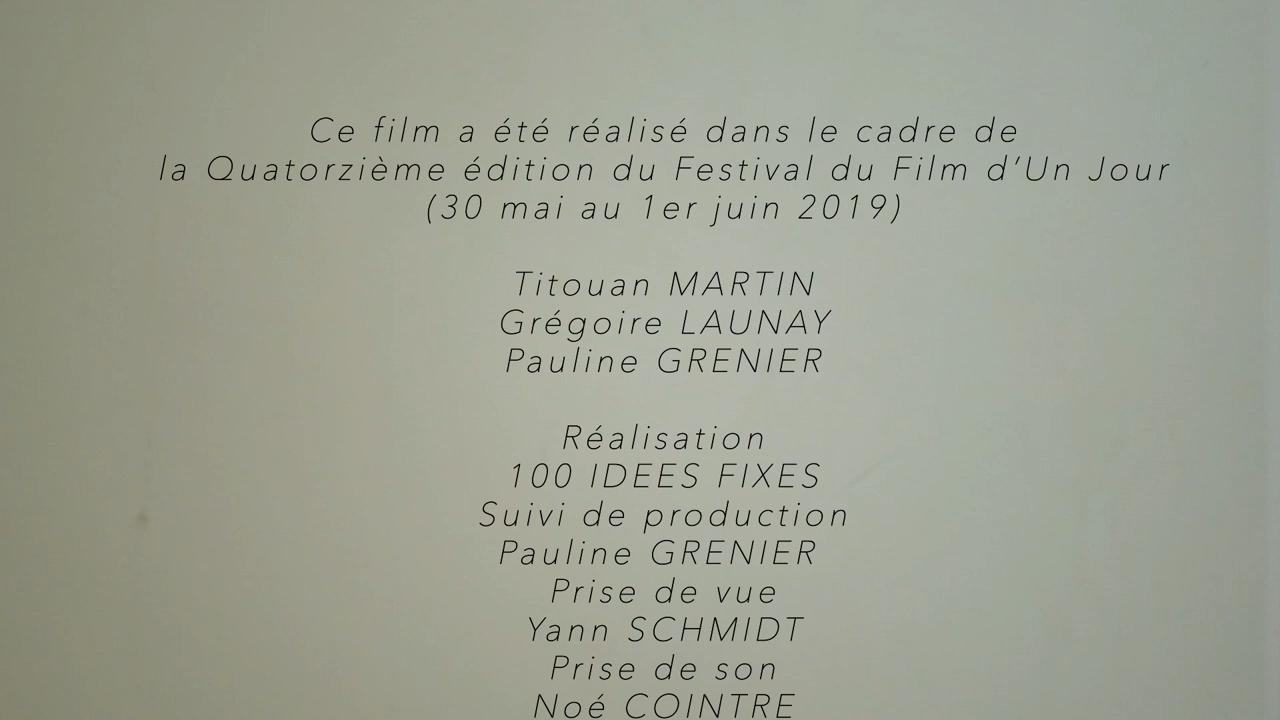 Ce film a été réalisé dans le cadre de
la Quatorzième édition du Festival du Film d'Un Jour
(30 mai au 1er juin 2019)
Titouan MARTIN
Grégoire LAUNAY
Pauline GRENIER
Réalisation
100 IDEES FIXES
Suivi de production
Pauline GRENIER
Prise de vue
Yann SCHMIDT
Prise de son
Noé COINTRE